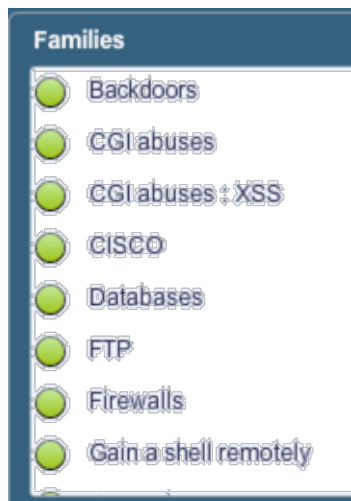 Families
Backdoors
CGI abuses
CGI abuses : XSS
CISCO
Databases
FTP
Firewalls
Gain a shell remotely